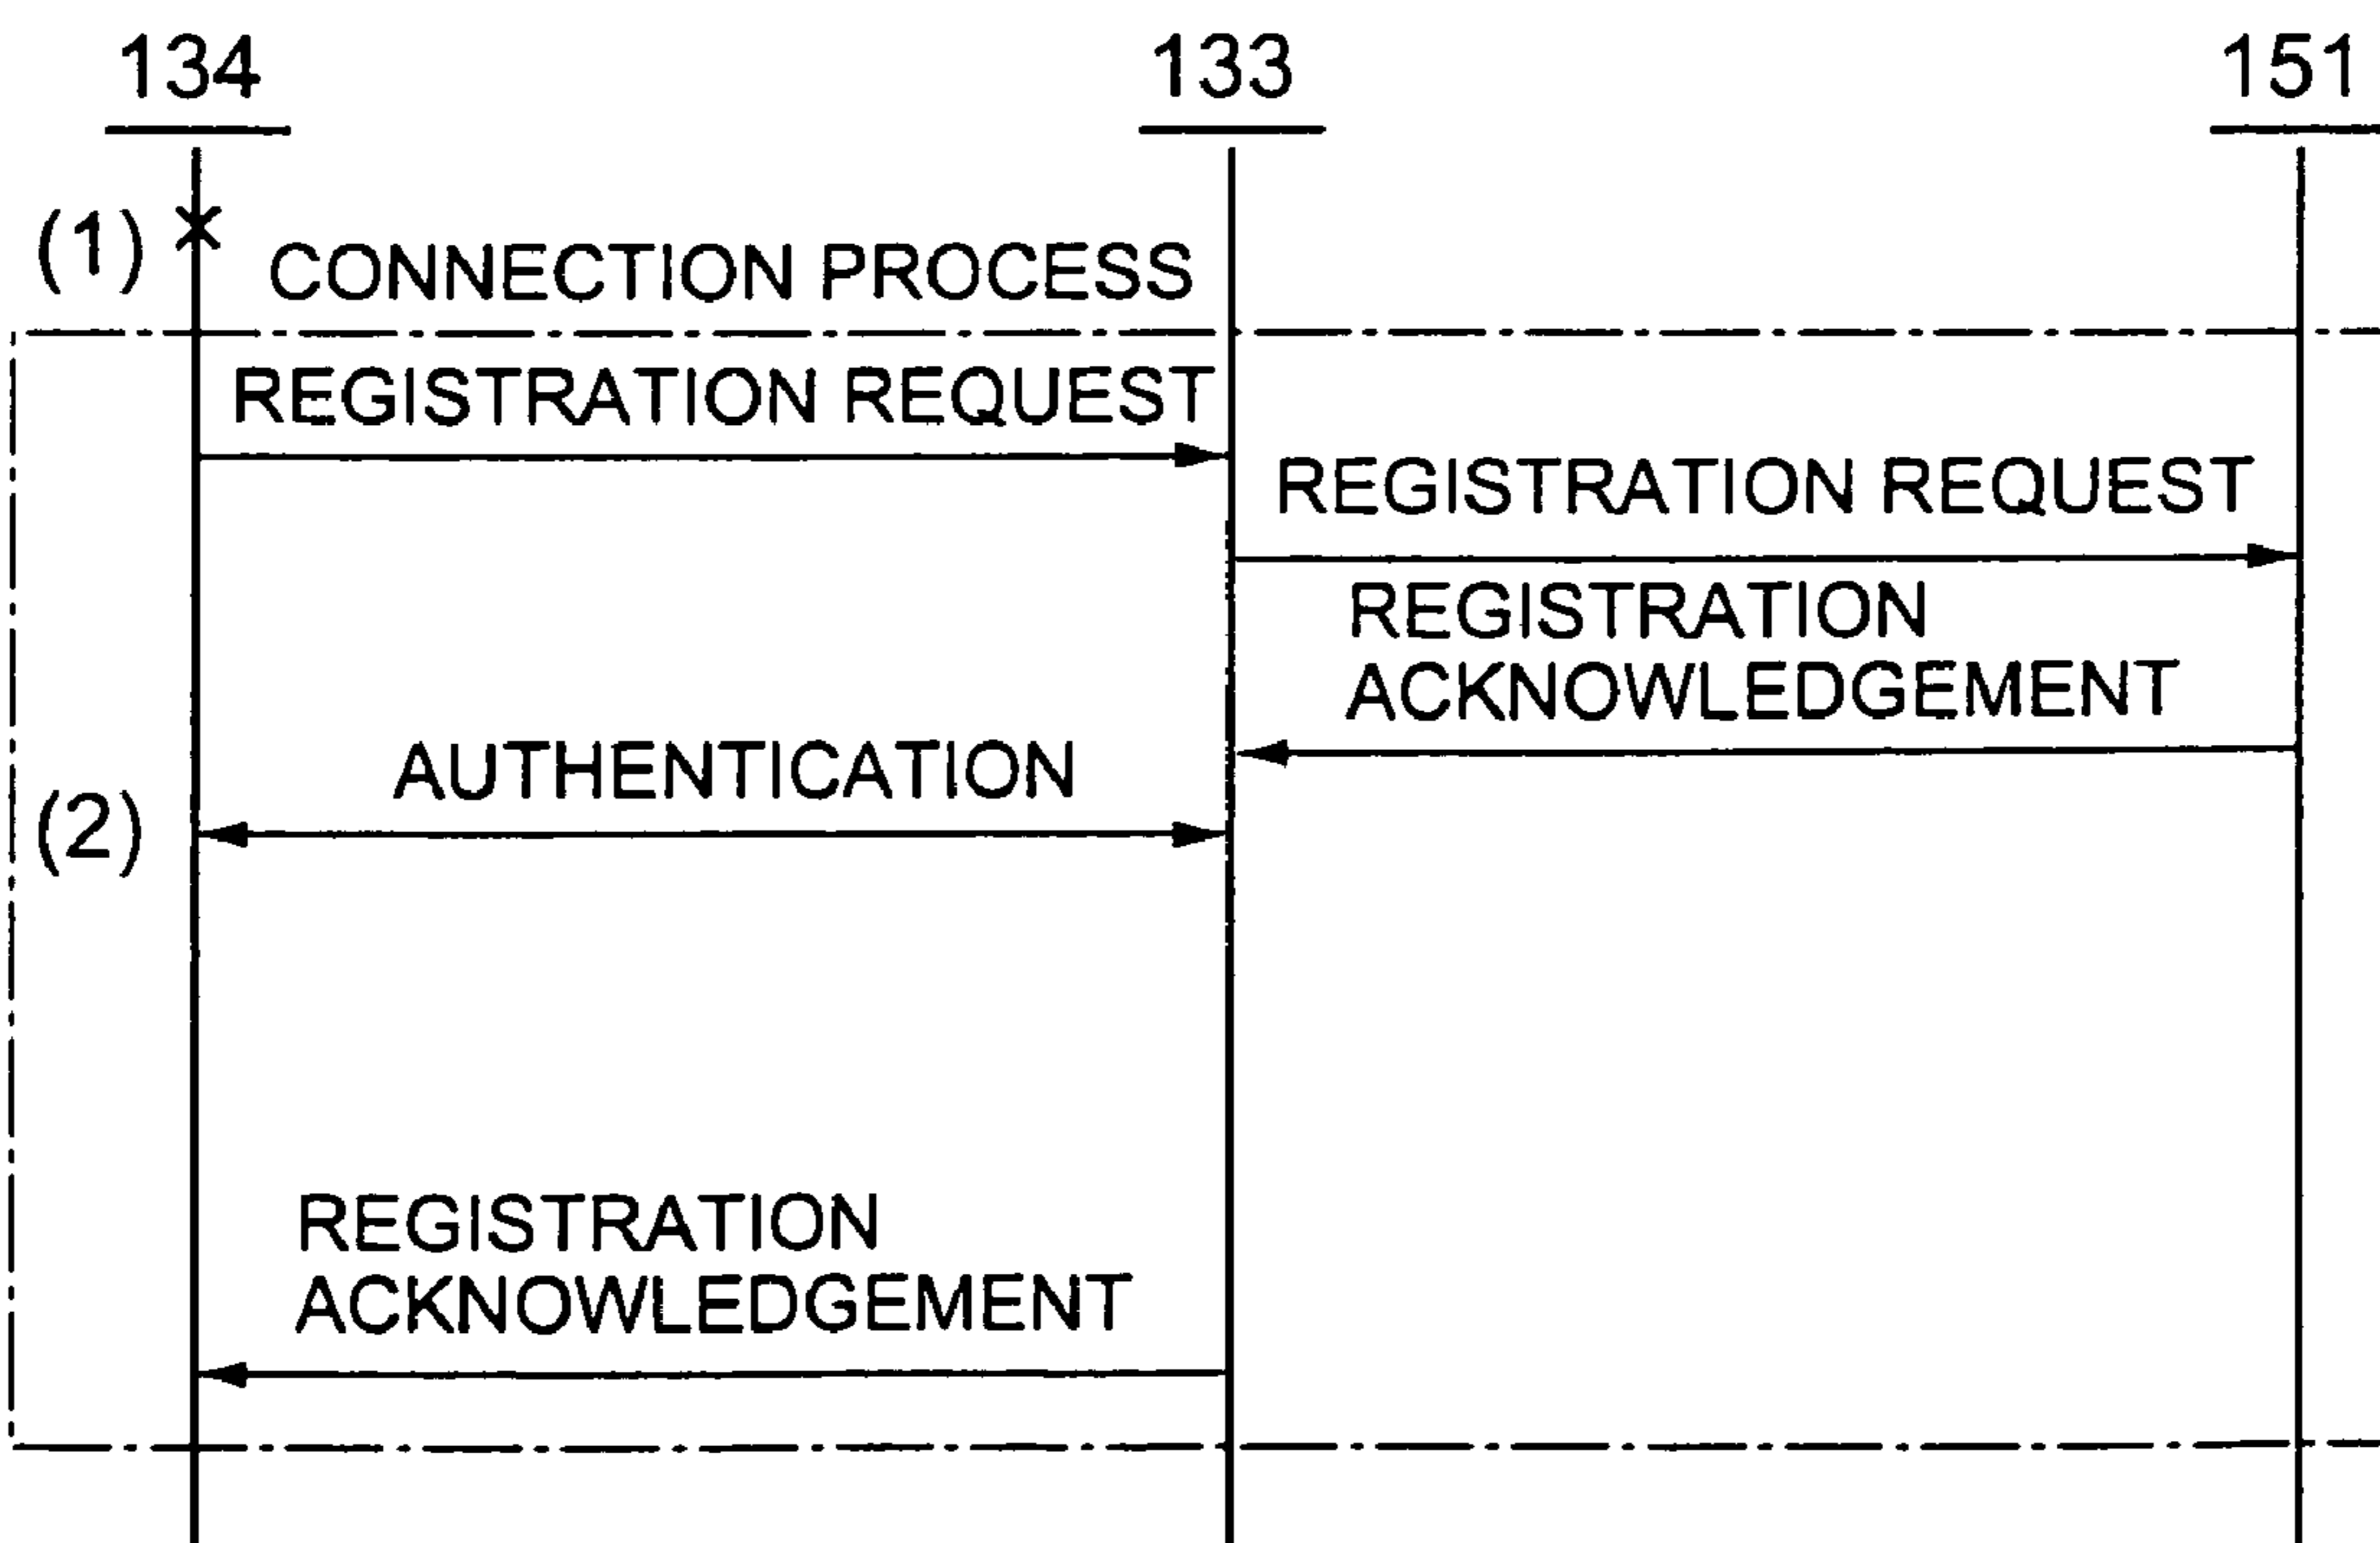 134 133 151
(1)
CONNECTION PROCESS
REGISTRATION REQUEST
REGISTRATION REQUEST
REGISTRATION
ACKNOWLEDGEMENT
AUTHENTICATION
(2)
REGISTRATION
ACKNOWLEDGEMENT